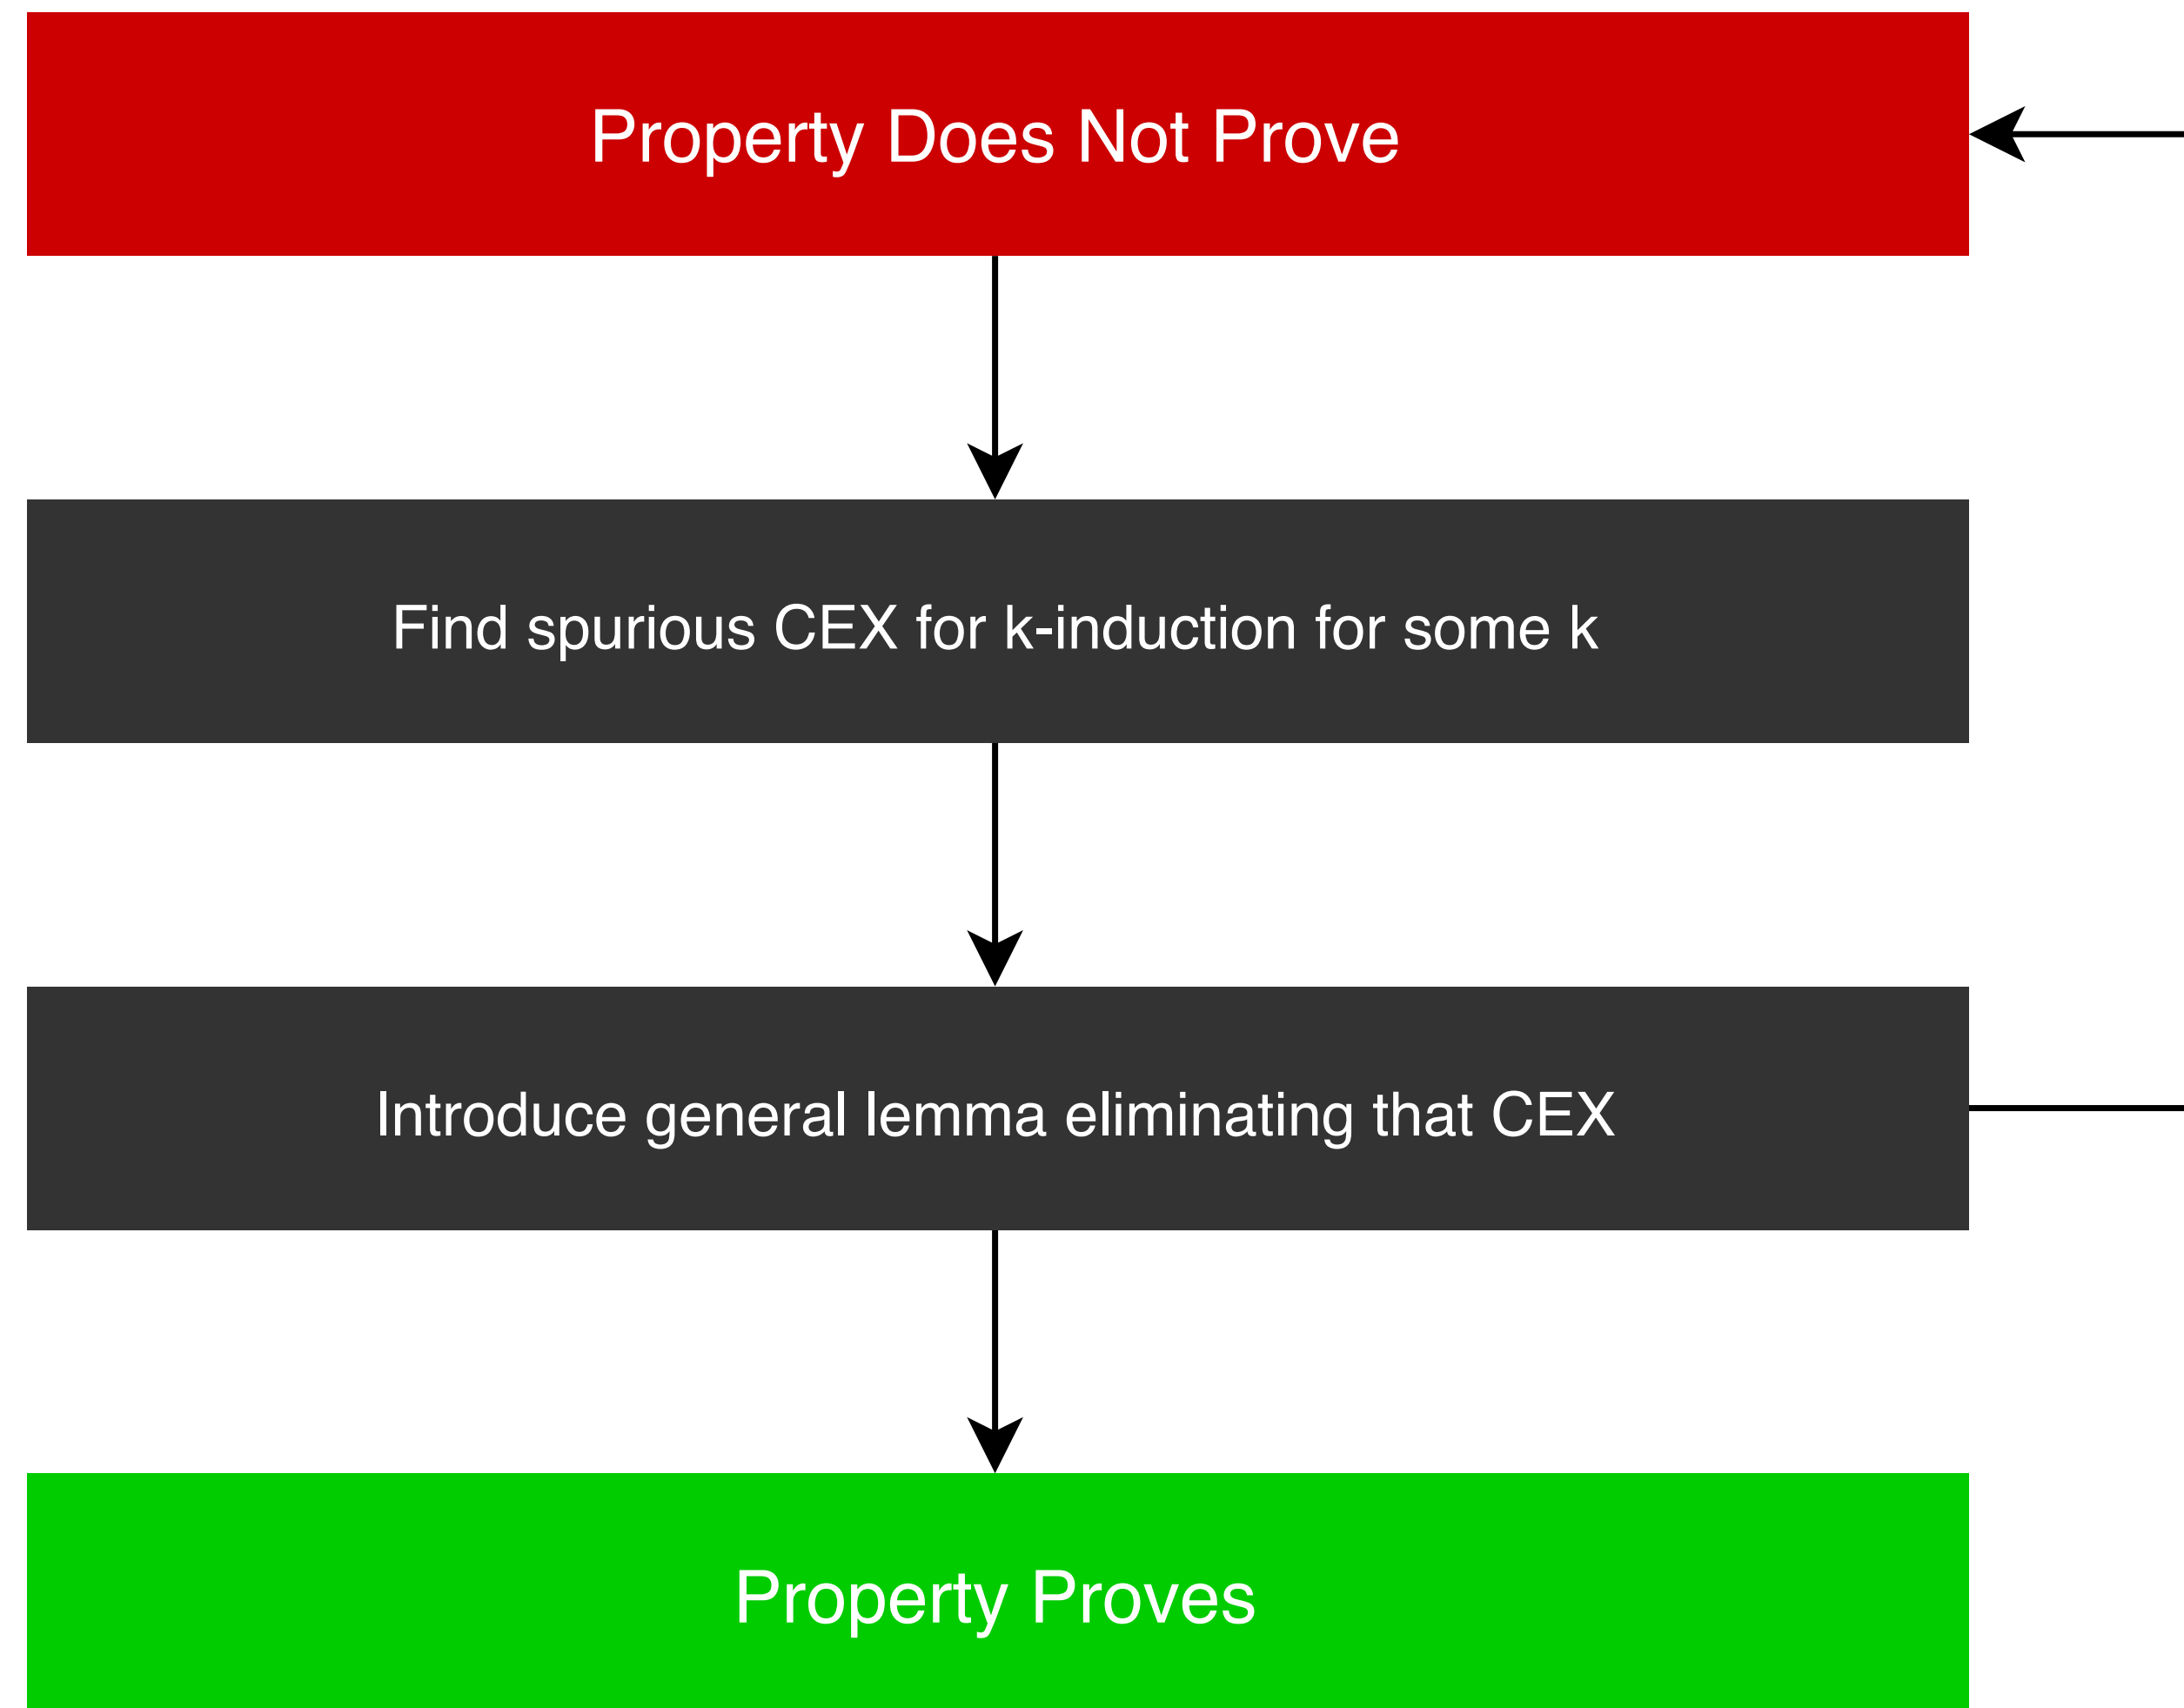 Property Does Not Prove
Find spurious CEX for k-induction for some k
Introduce general lemma eliminating that CEX
Property Proves